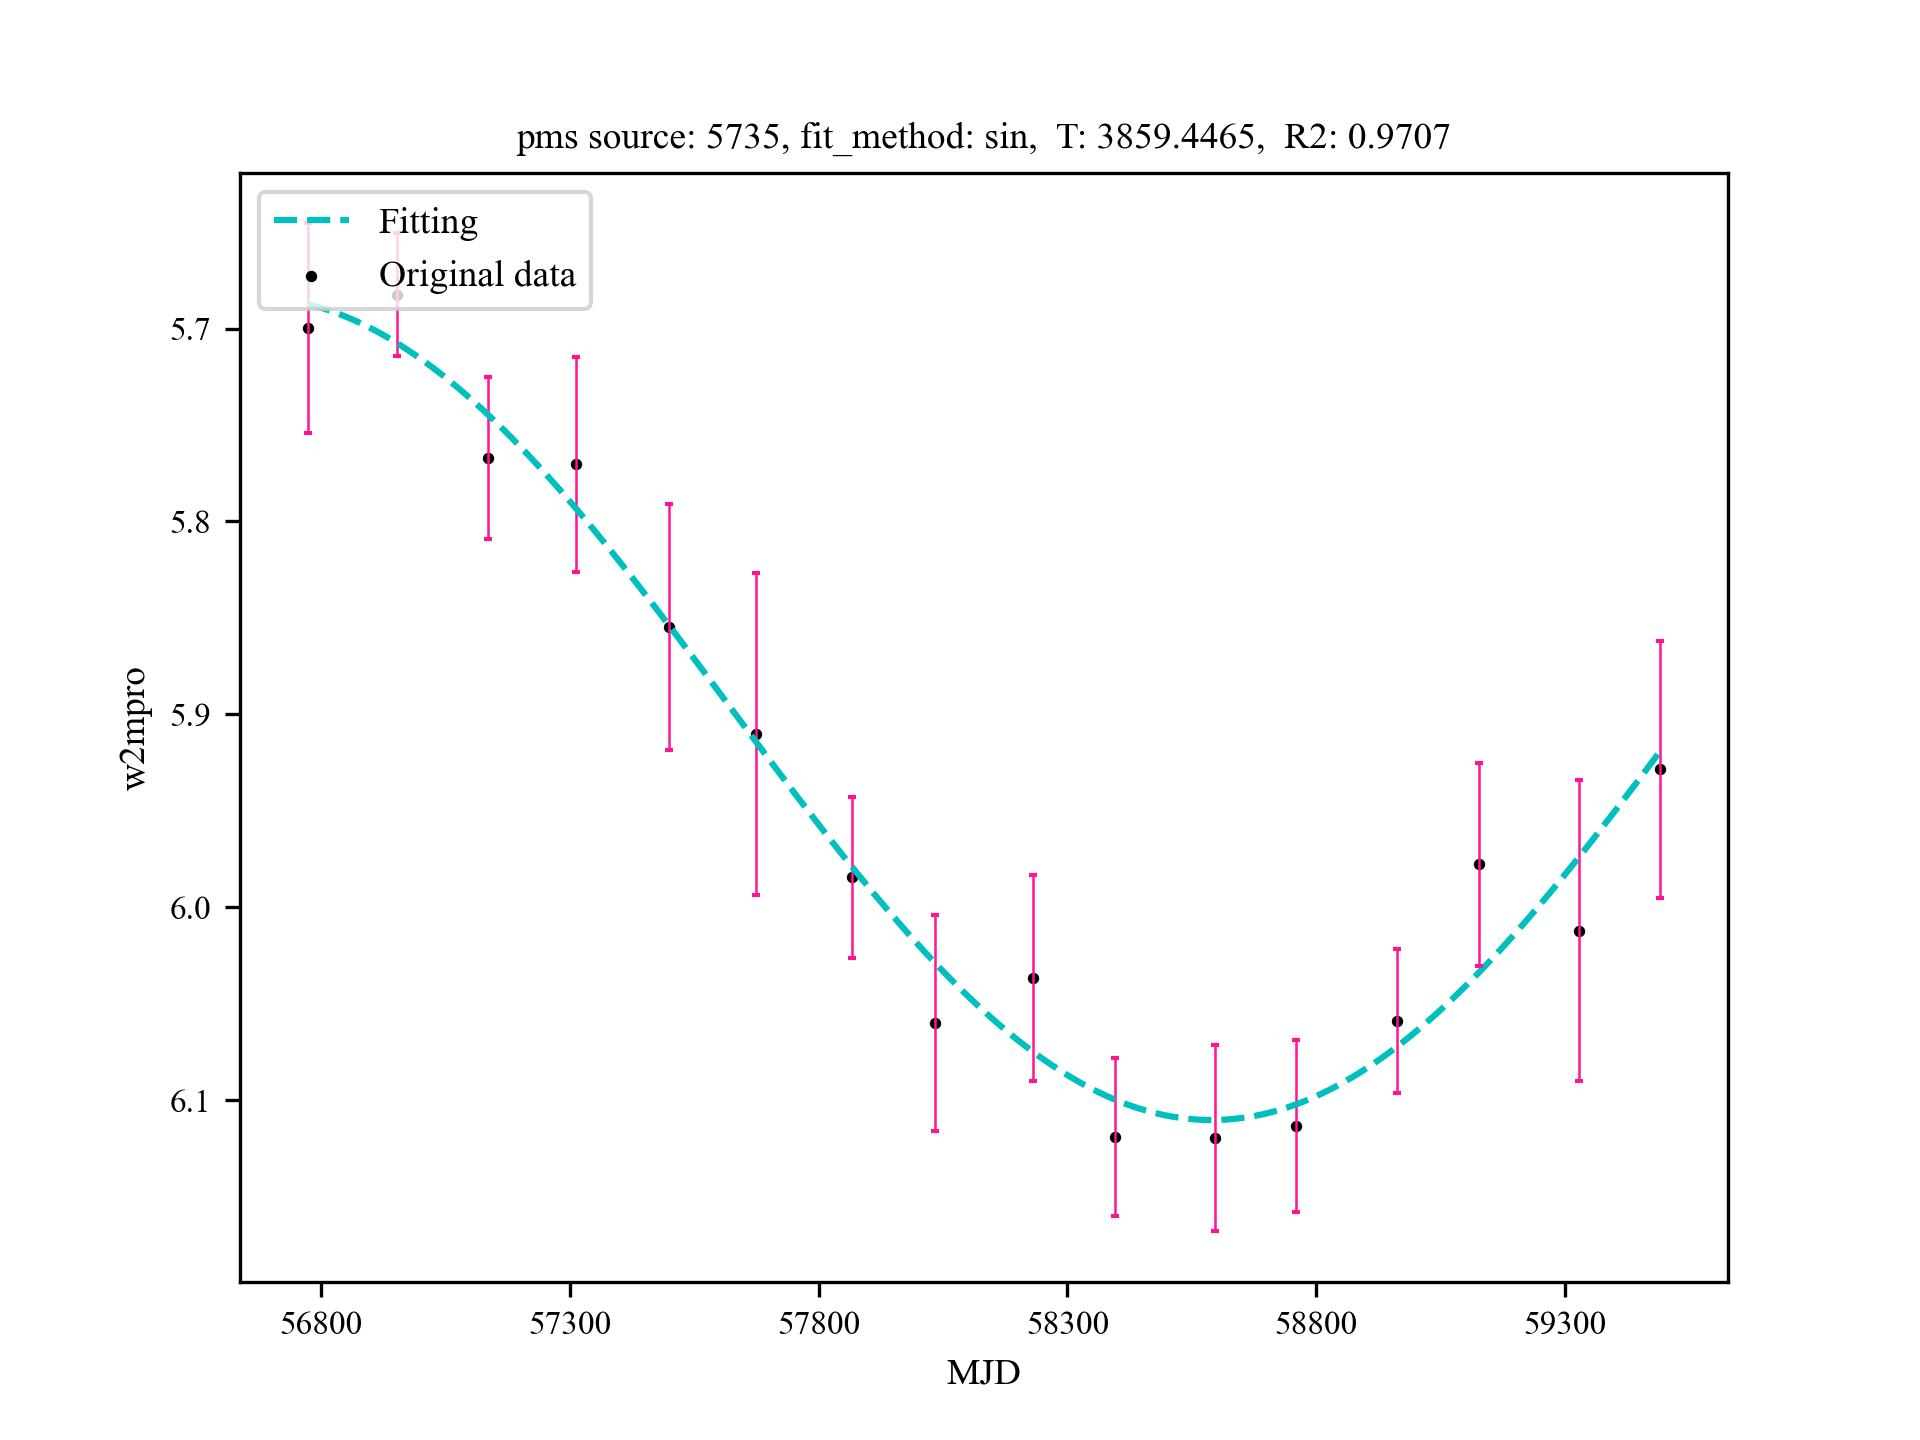 pms source: 5735, fit_method: sin,  T: 3859.4465,  R2: 0.9707
Fitting
Original data
5.7
5.8
5.9
6.0
6.1
w2mpro
56800 57300 57800 58300 58800 59300
MJD